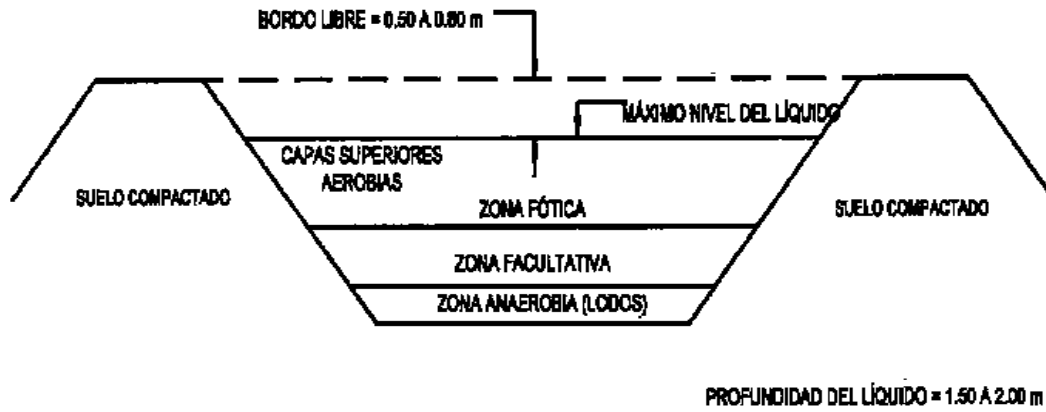 BORDO LIBRE = 0.50 A 0.80 m
MÁXIMO NIVEL DEL LÍQUIDO
CAPAS SUPERIORES
AEROBIAS
SUELO COMPACTADO
SUELO COMPACTADO
ZONA FÓTICA
ZONA FACULTATIVA
ZONA ANAEROBIA (LODOS)
PROFUNDIDAD DEL LÍQUIDO = 1.50 A 2.00 m